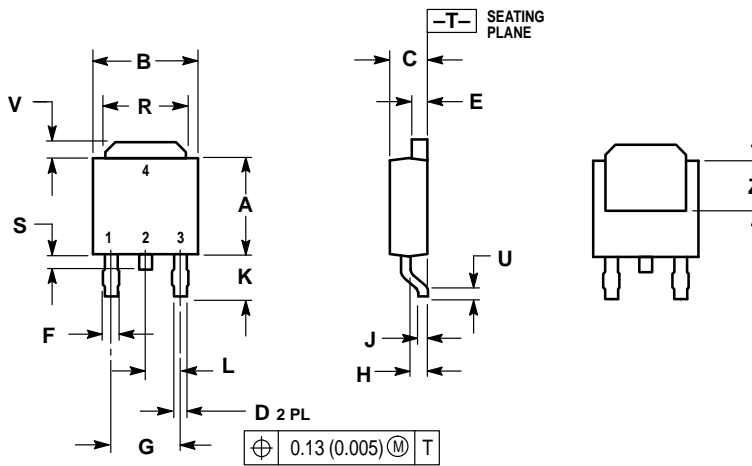 –T– SEATING
PLANE
B
C
V
R
E
4
A
Z
S
1 2 3
U
K
F
J
L
H
D 2 PL
G
⌖ 0.13 (0.005) Ⓜ T